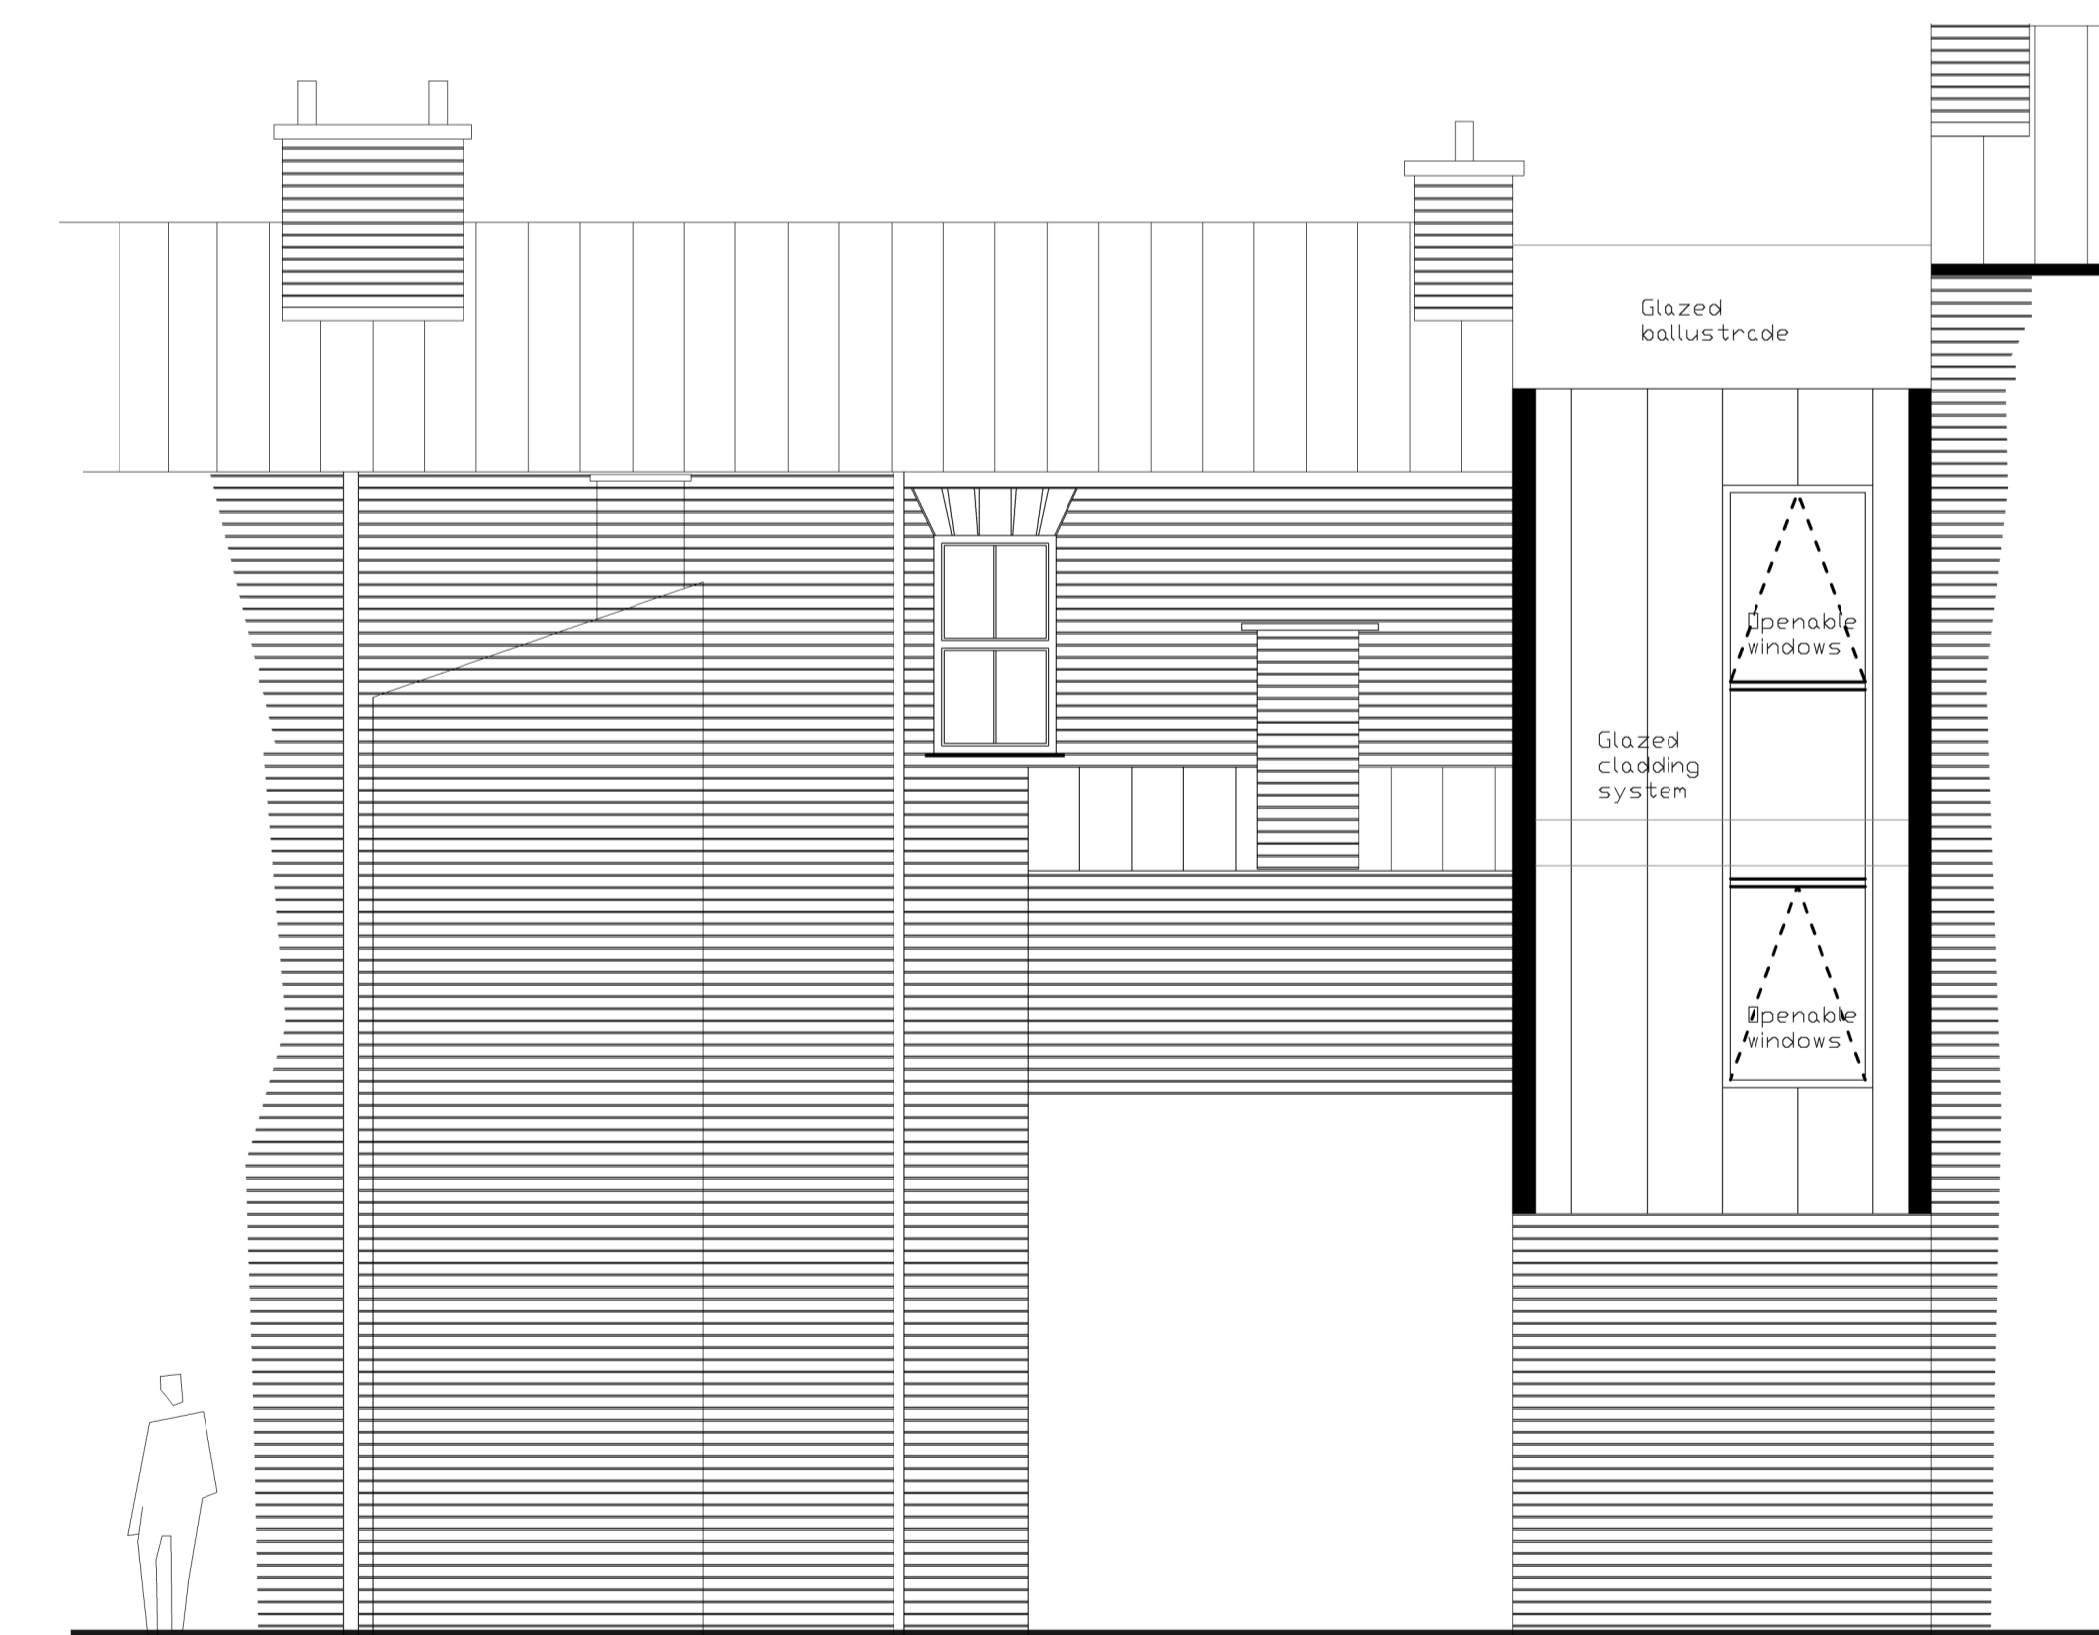 Glazed
ballustrade
Openable
windows
Glazed
cladding
system
Openable
windows